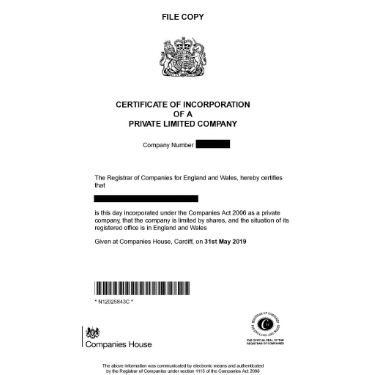 FILE COPY
CERTIFICATE OF INCORPORATION
OF A
PRIVATE LIMITED COMPANY
Company Number
The Registrar of Companies for England and Wales, hereby certifies
that
is this day incorporated under the Companies Act 2006 as a private
company, that the company is limited by shares, and the situation of its
registered office is in England and Wales
Given at Companies House, Cardiff, on 31st May 2019
Companies House
THE OFFICIAL SEAL OF THE
REGISTRAR OF COMPANIES
The above information was communicated by electronic means and authenticated
by the Registrar of Companies under section 1115 of the Companies Act 2006